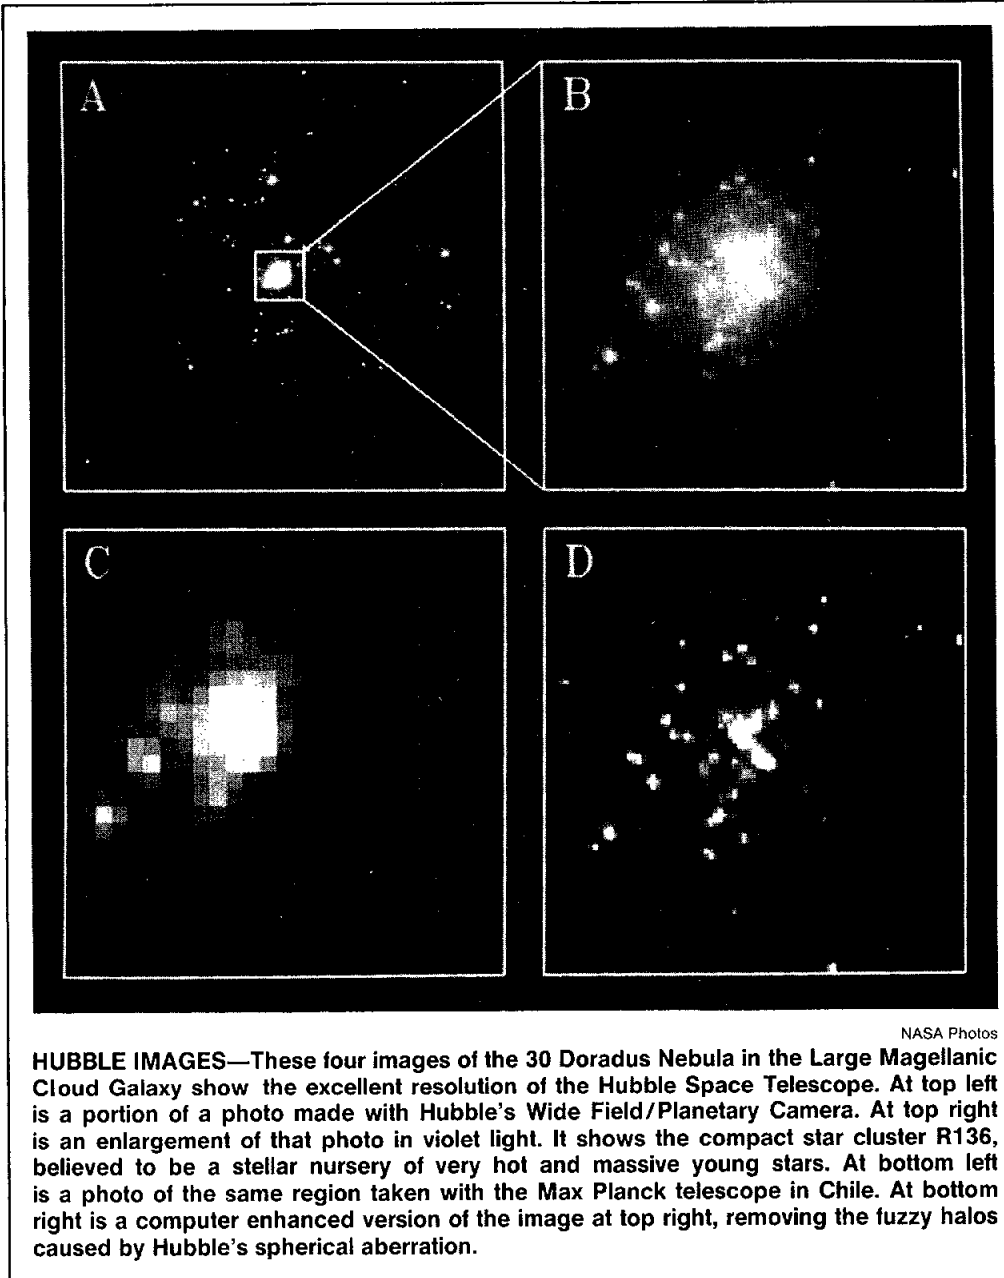 A
B
C
D
NASA Photos
HUBBLE IMAGES—These four images of the 30 Doradus Nebula in the Large Magellanic
Cloud Galaxy show the excellent resolution of the Hubble Space Telescope. At top left
is a portion of a photo made with Hubble's Wide Field/Planetary Camera. At top right
is an enlargement of that photo in violet light. It shows the compact star cluster R136,
believed to be a stellar nursery of very hot and massive young stars. At bottom left
is a photo of the same region taken with the Max Planck telescope in Chile. At bottom
right is a computer enhanced version of the image at top right, removing the fuzzy halos
caused by Hubble's spherical aberration.